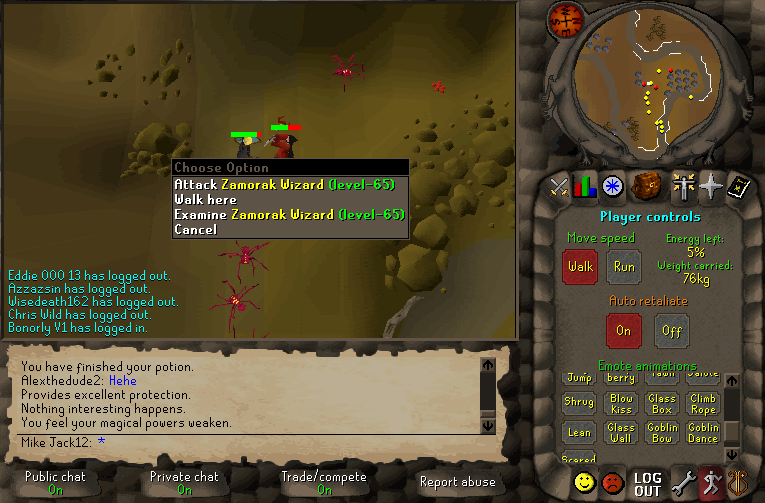 Choose Option
Attack Zamorak Wizard (level-65)
Walk here
Examine Zamorak Wizard (level-65)
Cancel
Eddie 000 13 has logged out.
Azzazsin has logged out.
Wisedeath162 has logged out.
Chris Wild has logged out.
Bonorly V1 has logged in.
You have finished your potion.
Alexthedude2: Hehe
Provides excellent protection.
Nothing interesting happens.
You feel your magical powers weaken.
Mike Jack12: *
Public chat
On
Private chat
On
Trade/compete
On
Report abuse
Player controls
Move speed
Energy left:
5%
Weight carried:
76kg
Walk
Run
Auto retaliate
On
Off
Emote animations
Jump
berry
Yawn
Salute
Shrug
Blow
Kiss
Glass
Box
Climb
Rope
Lean
Glass
Wall
Goblin
Bow
Goblin
Dance
Scared
LOG
OUT